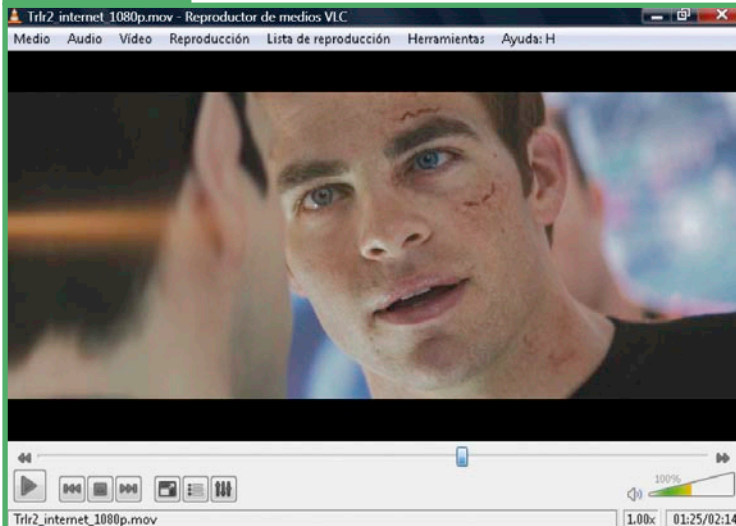 Trlr2_internet_1080p.mov - Reproductor de medios VLC
Medio Audio Vídeo Reproducción Lista de reproducción Herramientas Ayuda: H
100%
Trlr2_internet_1080p.mov 1.00x 01:25/02:14